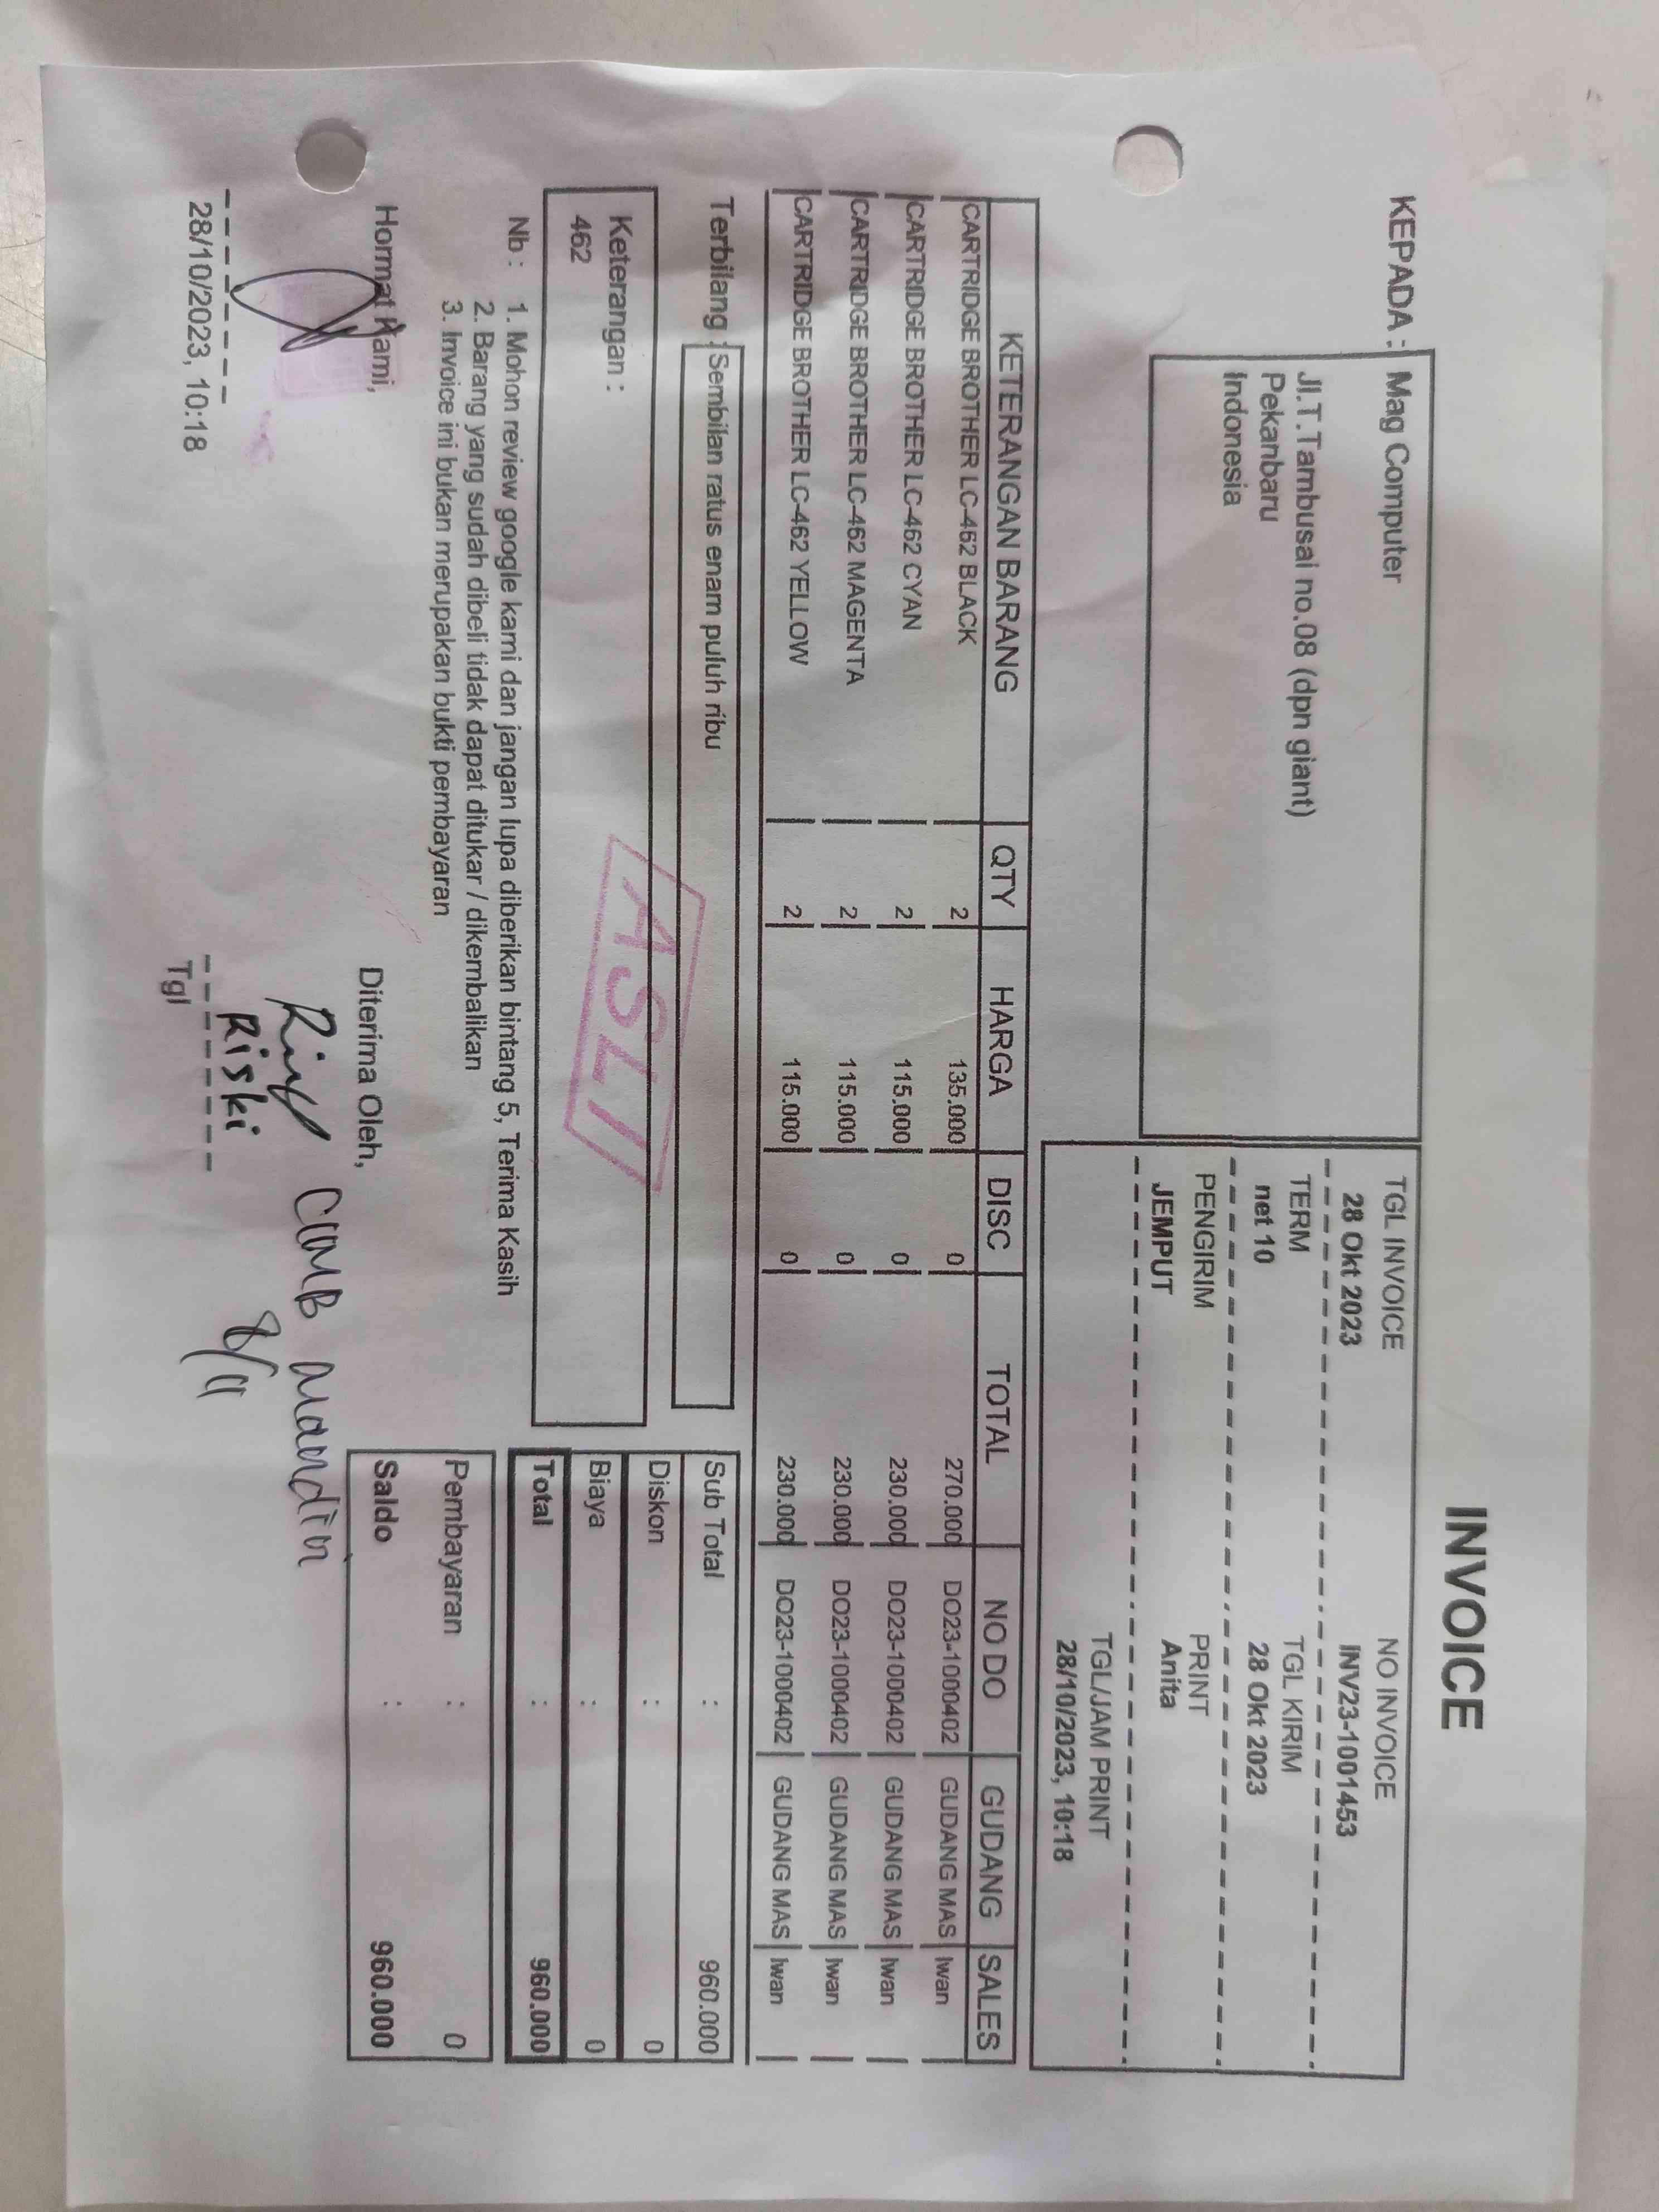 INVOICE
KEPADA : Mag Computer
Jl.T.Tambusai no.08 (dpn giant)
Pekanbaru
Indonesia
TGL INVOICE NO INVOICE
28 Okt 2023 INV23-1001453
TERM TGL KIRIM
net 10 28 Okt 2023
PENGIRIM PRINT
JEMPUT Anita
TGL/JAM PRINT
28/10/2023, 10:18
KETERANGAN BARANG QTY HARGA DISC TOTAL NO DO GUDANG SALES
CARTRIDGE BROTHER LC-462 BLACK 2 135.000 0 270.000 DO23-1000402 GUDANG MAS Iwan
CARTRIDGE BROTHER LC-462 CYAN 2 115.000 0 230.000 DO23-1000402 GUDANG MAS Iwan
CARTRIDGE BROTHER LC-462 MAGENTA 2 115.000 0 230.000 DO23-1000402 GUDANG MAS Iwan
CARTRIDGE BROTHER LC-462 YELLOW 2 115.000 0 230.000 DO23-1000402 GUDANG MAS Iwan
Terbilang : Sembilan ratus enam puluh ribu
Keterangan :
462
ASLI
Sub Total : 960.000
Diskon : 0
Biaya : 0
Total : 960.000
Pembayaran : 0
Saldo : 960.000
Nb : 1. Mohon review google kami dan jangan lupa diberikan bintang 5, Terima Kasih
2. Barang yang sudah dibeli tidak dapat ditukar / dikembalikan
3. Invoice ini bukan merupakan bukti pembayaran
Hormat Kami,
28/10/2023, 10:18
Diterima Oleh,
Riski
Tgl
CIMB
8/11